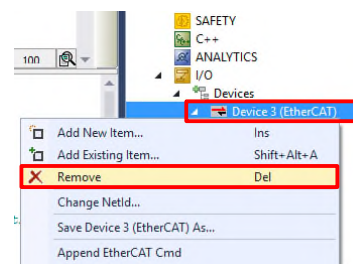 SAFETY
C++
ANALYTICS
100
I/O
Devices
Device 3 (EtherCAT)
Add New Item... Ins
Add Existing Item... Shift+Alt+A
Remove Del
Change NetId...
Save Device 3 (EtherCAT) As...
Append EtherCAT Cmd